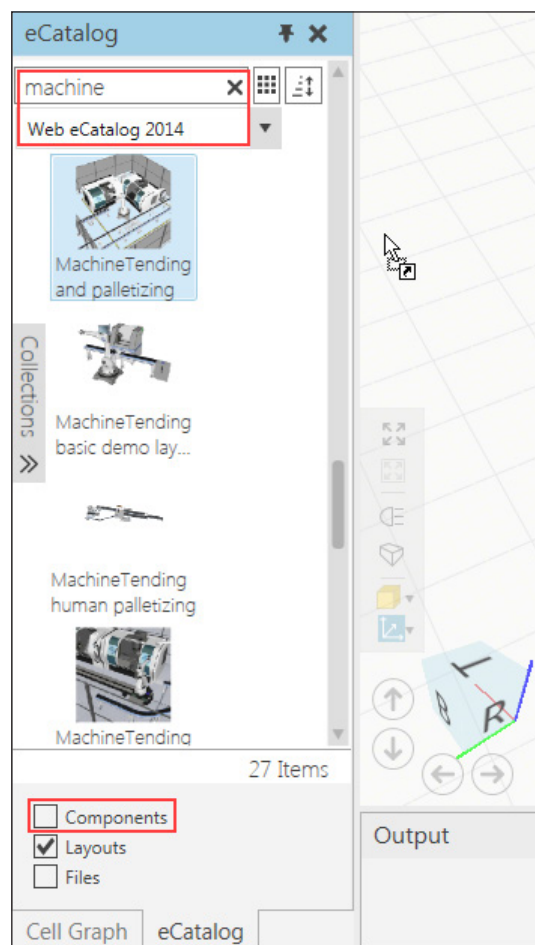 eCatalog
machine
Web eCatalog 2014
MachineTending
and palletizing
Collections
MachineTending
basic demo lay...
MachineTending
human palletizing
MachineTending
27 Items
Components
Layouts
Files
Output
Cell Graph
eCatalog
T
B
R